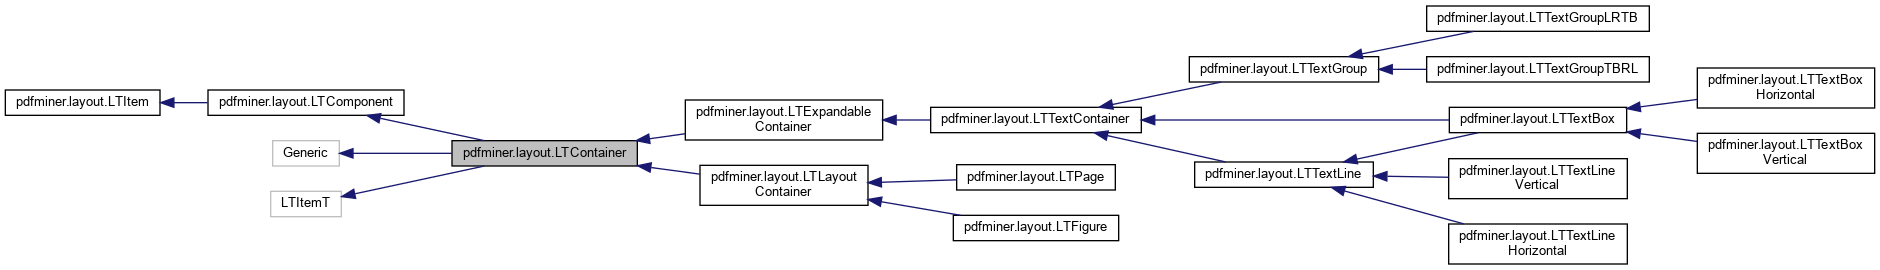 pdfminer.layout.LTItem
pdfminer.layout.LTComponent
Generic
LTItemT
pdfminer.layout.LTContainer
pdfminer.layout.LTExpandable
Container
pdfminer.layout.LTLayout
Container
pdfminer.layout.LTTextContainer
pdfminer.layout.LTPage
pdfminer.layout.LTFigure
pdfminer.layout.LTTextGroup
pdfminer.layout.LTTextLine
pdfminer.layout.LTTextGroupLRTB
pdfminer.layout.LTTextGroupTBRL
pdfminer.layout.LTTextBox
pdfminer.layout.LTTextLine
Vertical
pdfminer.layout.LTTextLine
Horizontal
pdfminer.layout.LTTextBox
Horizontal
pdfminer.layout.LTTextBox
Vertical